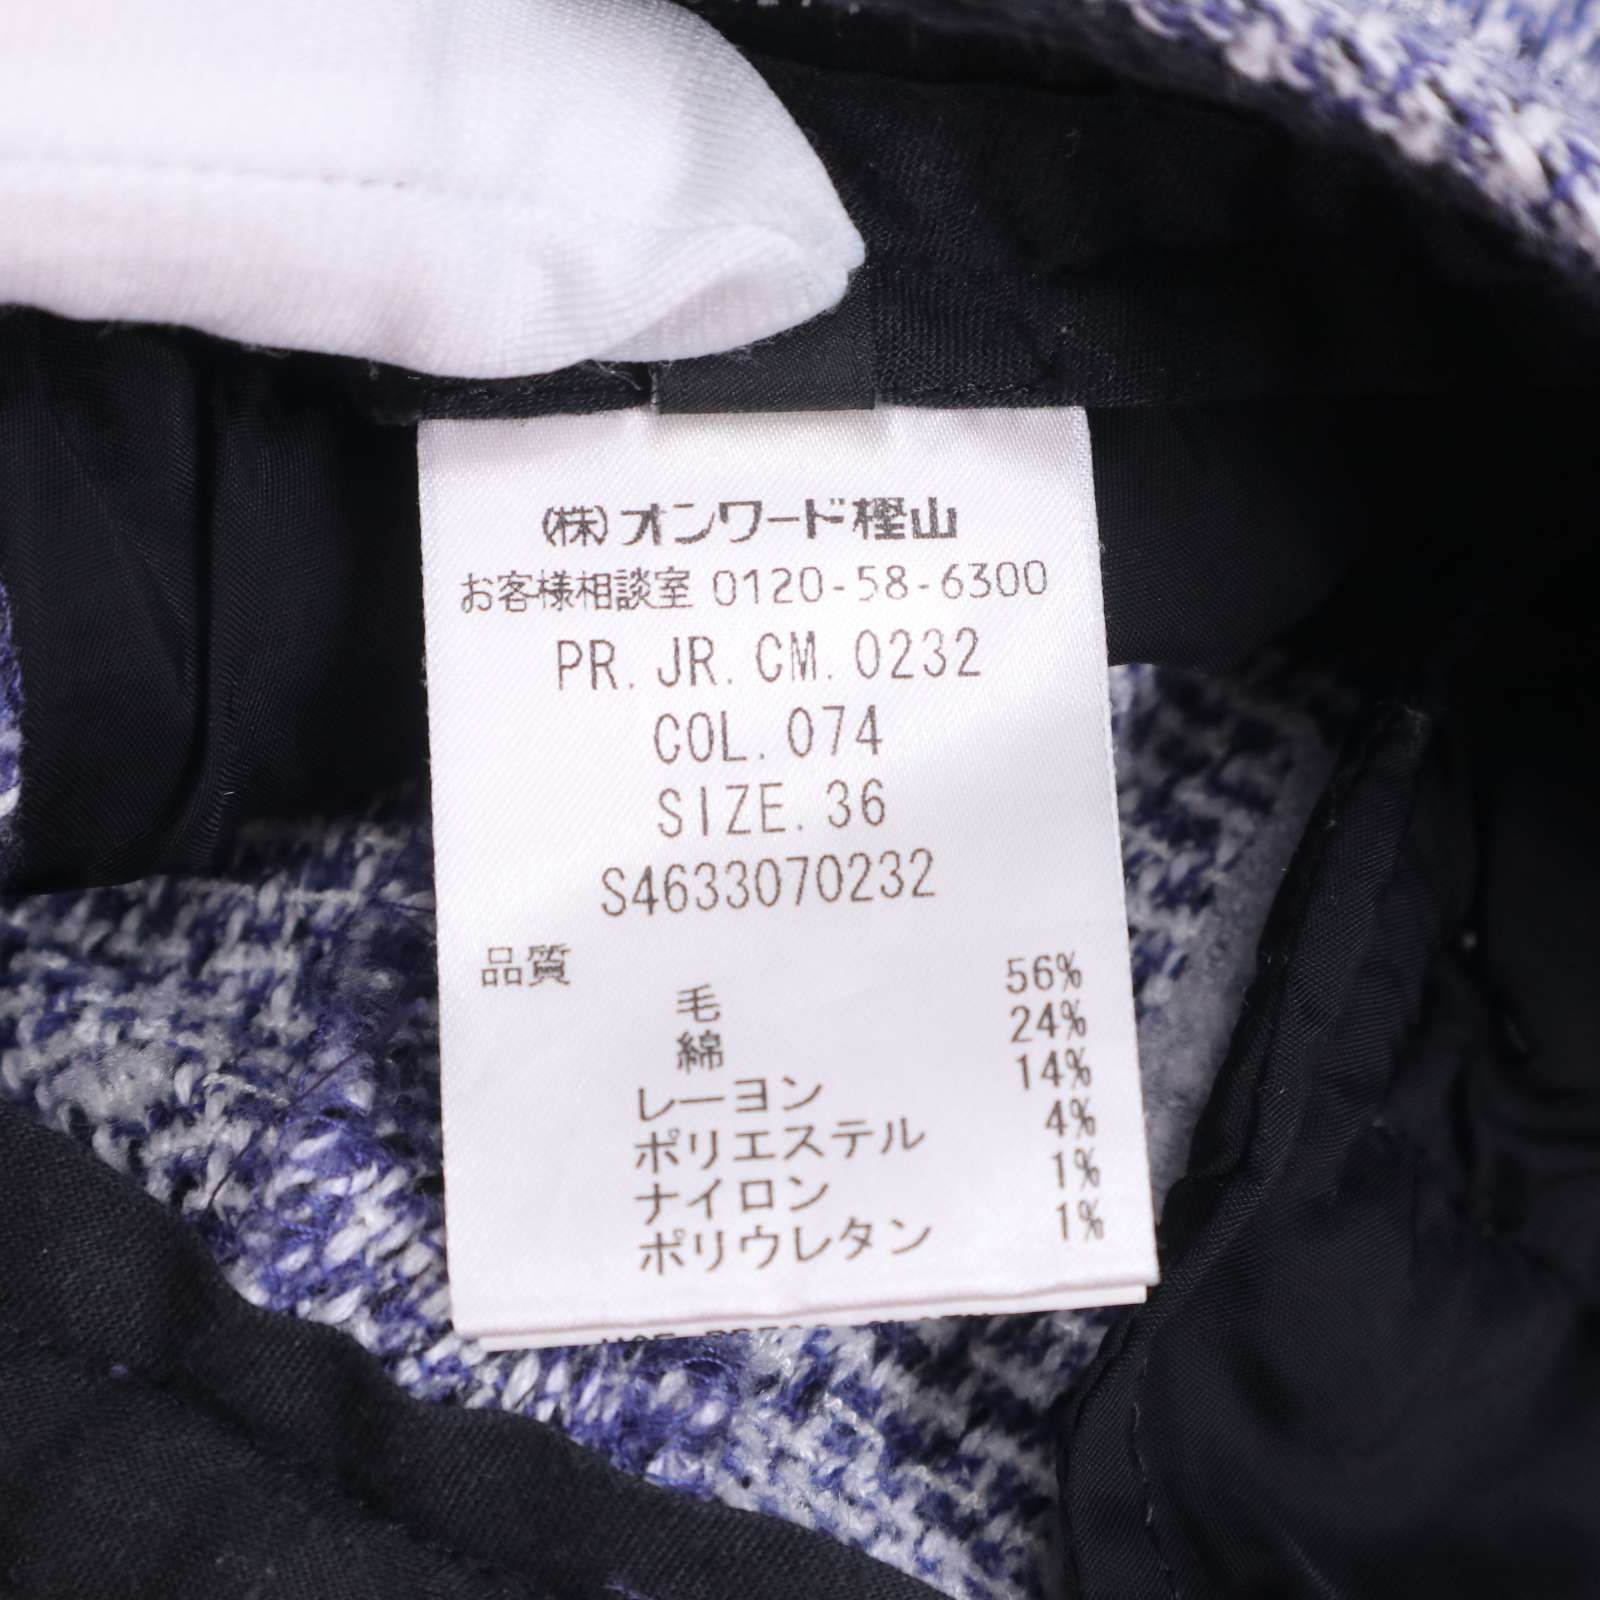 (株)オンワード樫山
お客様相談室 0120-58-6300
PR. JR. CM. 0232
COL. 074
SIZE. 36
S4633070232
品質
毛 56%
綿 24%
レーヨン 14%
ポリエステル 4%
ナイロン 1%
ポリウレタン 1%